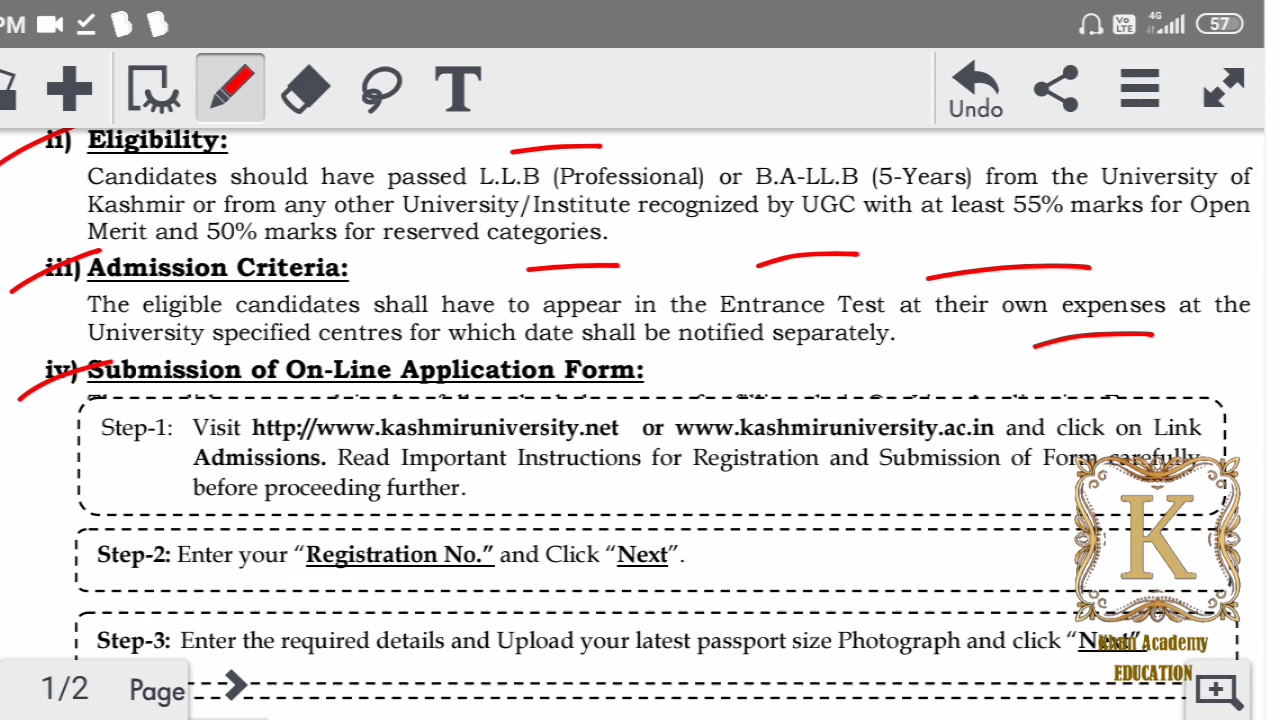 PM
Vo LTE
4G
57
T
Undo
ii) Eligibility:
Candidates should have passed L.L.B (Professional) or B.A-LL.B (5-Years) from the University of
Kashmir or from any other University/Institute recognized by UGC with at least 55% marks for Open
Merit and 50% marks for reserved categories.
iii) Admission Criteria:
The eligible candidates shall have to appear in the Entrance Test at their own expenses at the
University specified centres for which date shall be notified separately.
iv) Submission of On-Line Application Form:
Step-1: Visit http://www.kashmiruniversity.net or www.kashmiruniversity.ac.in and click on Link
Admissions. Read Important Instructions for Registration and Submission of Form carefully
before proceeding further.
K
Step-2: Enter your “Registration No.” and Click “Next”.
Step-3: Enter the required details and Upload your latest passport size Photograph and click “Next”.
Khan Academy
EDUCATION
1/2 Page